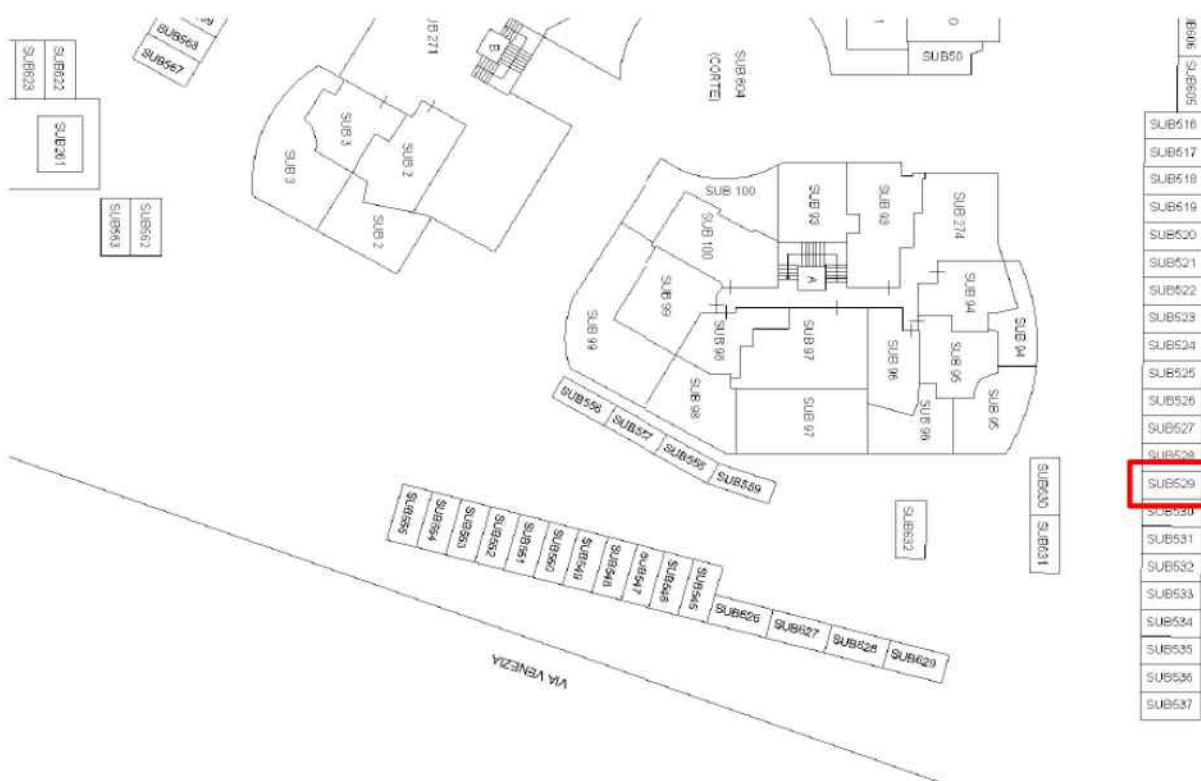 SUB568
SUB567
SUB623
SUB622
SUB261
SUB563
SUB562
B
SUB 3
SUB 3
SUB 2
SUB 2
SUB 604
(CORTE)
SUB50
SUB 100
SUB 93
SUB 93
SUB 274
SUB 100
A
SUB 99
SUB 94
SUB 99
SUB 98
SUB 97
SUB 96
SUB 95
SUB 94
SUB 98
SUB 97
SUB 96
SUB 95
SUB556
SUB557
SUB559
SUB630
SUB631
SUB632
SUB555
SUB554
SUB553
SUB552
SUB551
SUB549
SUB548
SUB547
SUB546
SUB545
SUB626
SUB627
SUB628
SUB629
VIA VENEZIA
SUB605
SUB516
SUB517
SUB518
SUB519
SUB520
SUB521
SUB522
SUB523
SUB524
SUB525
SUB526
SUB527
SUB528
SUB529
SUB530
SUB531
SUB532
SUB533
SUB534
SUB535
SUB536
SUB537